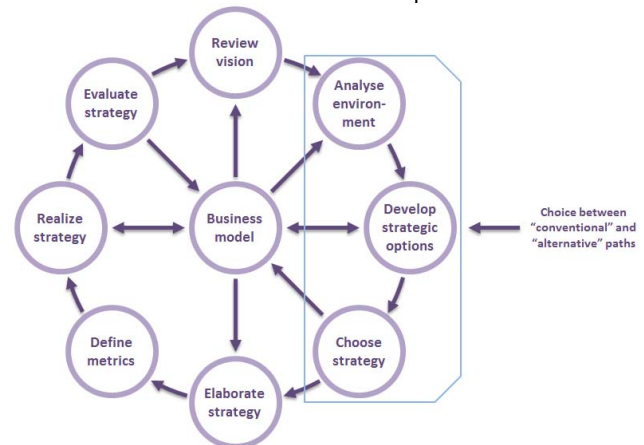 Review
vision
Analyse
environ-
ment
Evaluate
strategy
Realize
strategy
Business
model
Develop
strategic
options
Choice between
“conventional” and
“alternative” paths
Define
metrics
Choose
strategy
Elaborate
strategy